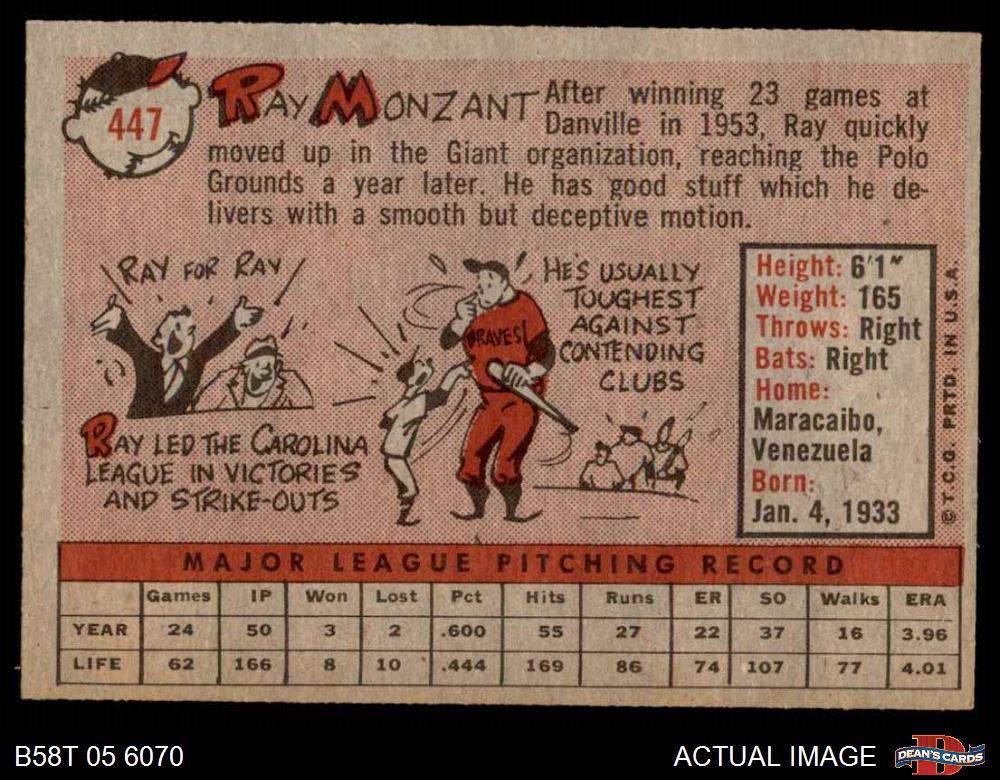 447
RAY MONZANT
After winning 23 games at
Danville in 1953, Ray quickly
moved up in the Giant organization, reaching the Polo
Grounds a year later. He has good stuff which he de-
livers with a smooth but deceptive motion.
RAY FOR RAY
RAY LED THE CAROLINA
LEAGUE IN VICTORIES
AND STRIKE-OUTS
HE'S USUALLY
TOUGHEST
AGAINST
CONTENDING
CLUBS
BRAVES!
Height: 6'1"
Weight: 165
Throws: Right
Bats: Right
Home:
Maracaibo,
Venezuela
Born:
Jan. 4, 1933
© T.C.G. PRTD. IN U.S.A.
MAJOR LEAGUE PITCHING RECORD
Games IP Won Lost Pct Hits Runs ER SO Walks ERA
YEAR 24 50 3 2 .600 55 27 22 37 16 3.96
LIFE 62 166 8 10 .444 169 86 74 107 77 4.01
B58T 05 6070
ACTUAL IMAGE
D
DEAN'S CARDS